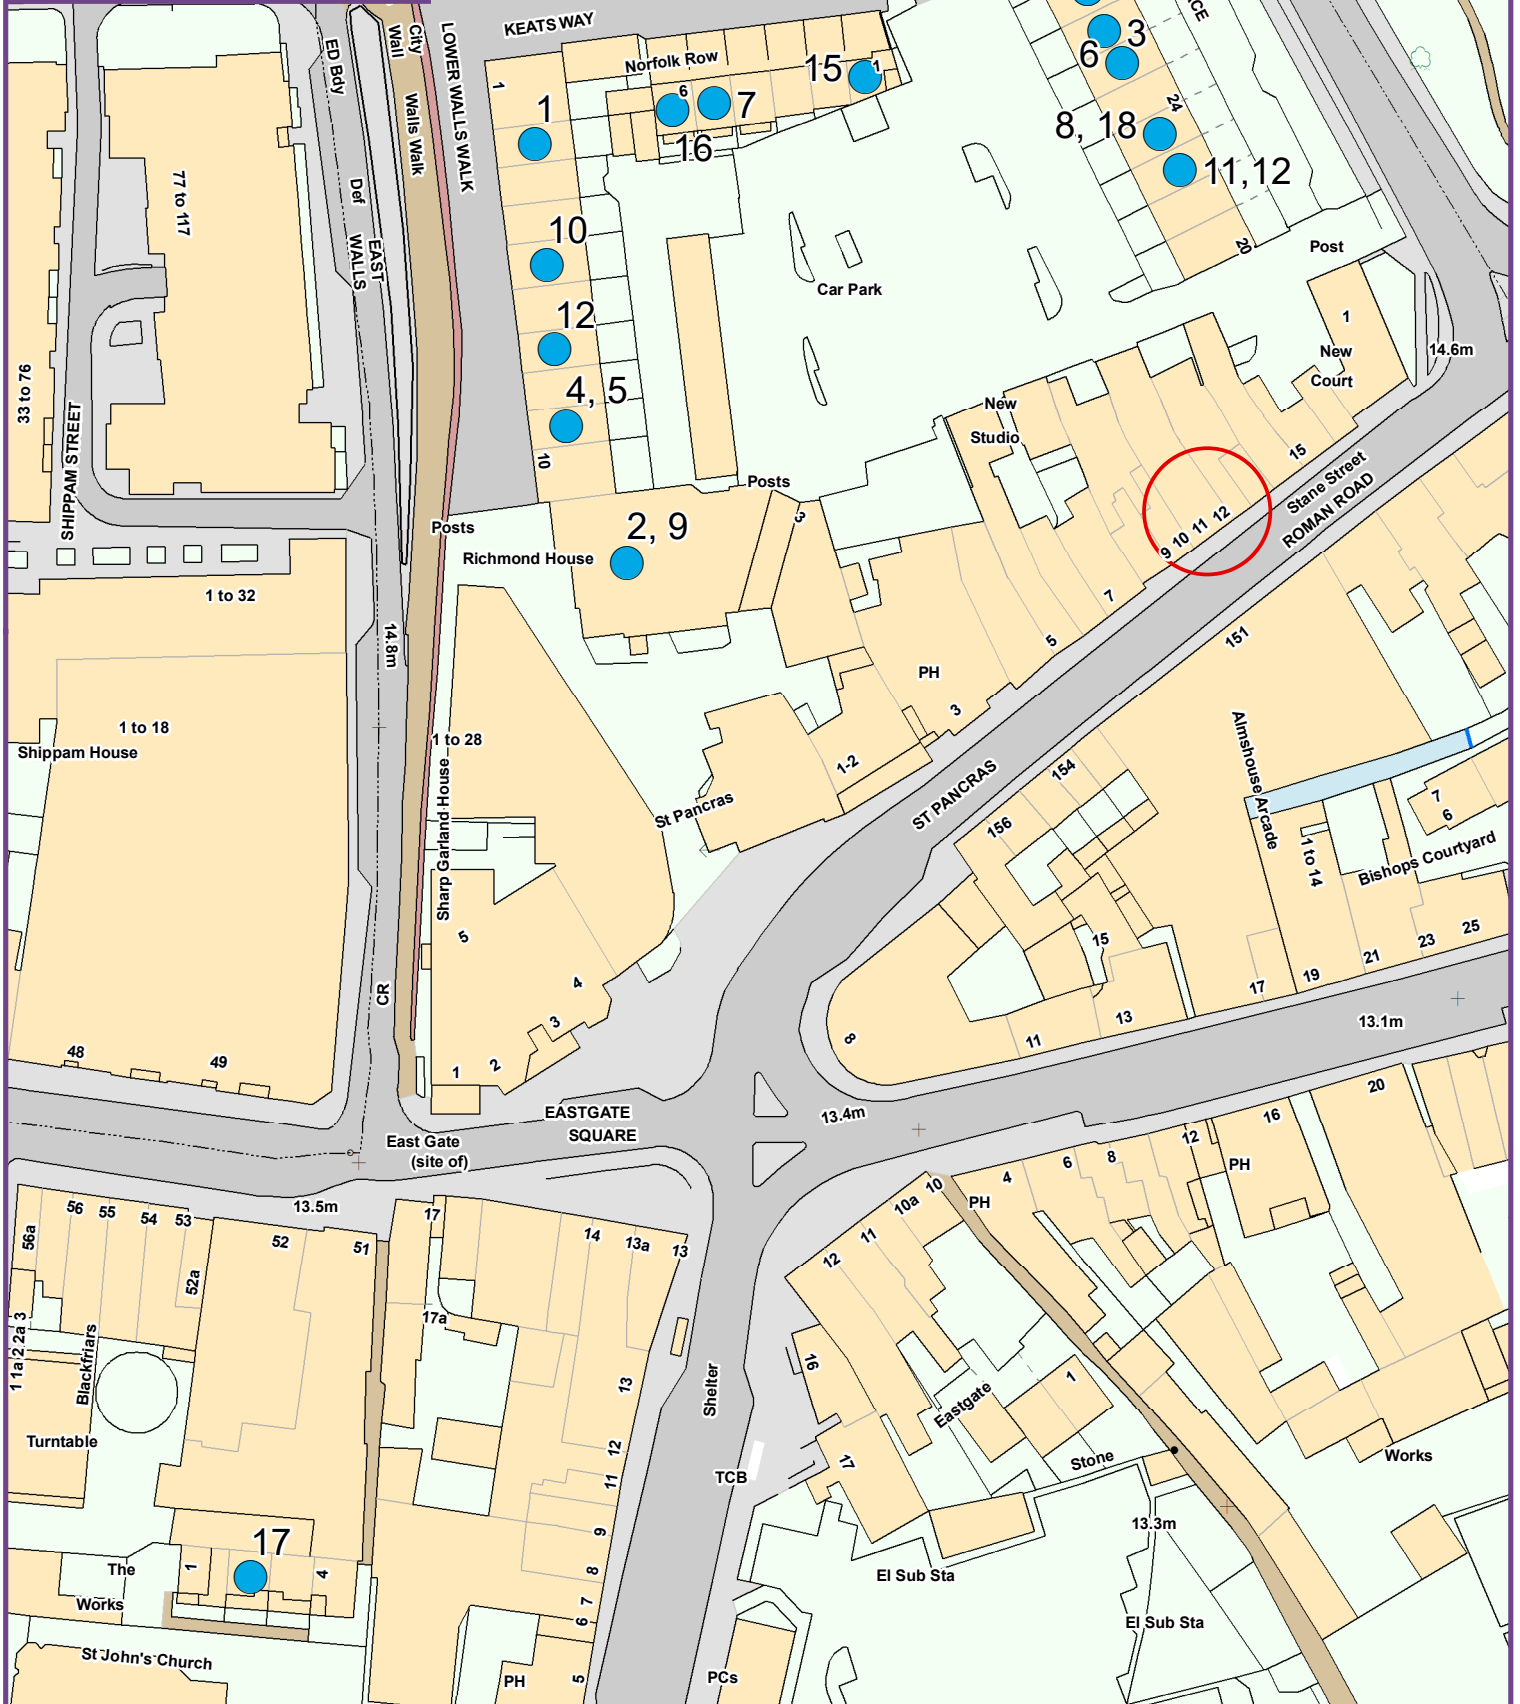 KEATS WAY
CE
City
Wall
ED Bdy
LOWER WALLS WALK
Norfolk Row
1
15
1
3
6
6
7
16
24
8, 18
11,12
1
Walls Walk
77 to 117
Def
EAST
WALLS
10
20
Post
Car Park
12
1
New
Court
14.6m
33 to 76
4, 5
New
Studio
SHIPPAM STREET
10
15
Stane Street
ROMAN ROAD
Posts
3
Posts
2, 9
Richmond House
9 10 11 12
1 to 32
7
14.8m
5
151
PH
3
1 to 18
Shippam House
1 to 28
Almshouse Arcade
1-2
154
ST PANCRAS
St Pancras
7
6
156
Sharp Garland House
1 to 14
Bishops Courtyard
5
15
25
23
21
19
17
CR
4
3
13
13.1m
11
8
48
49
1
2
EASTGATE
SQUARE
13.4m
20
16
12
8
6
4
PH
East Gate
(site of)
13.5m
56a
56
55
54
53
52
51
17
14
13a
13
10
10a
11
12
PH
52a
17a
1 1a 2 2a 3
Blackfriars
16
13
Shelter
1
Eastgate
Turntable
12
17
Stone
Works
11
TCB
9
13.3m
17
The
1
4
8
El Sub Sta
Works
7
6
El Sub Sta
St John's Church
PH
5
PCs